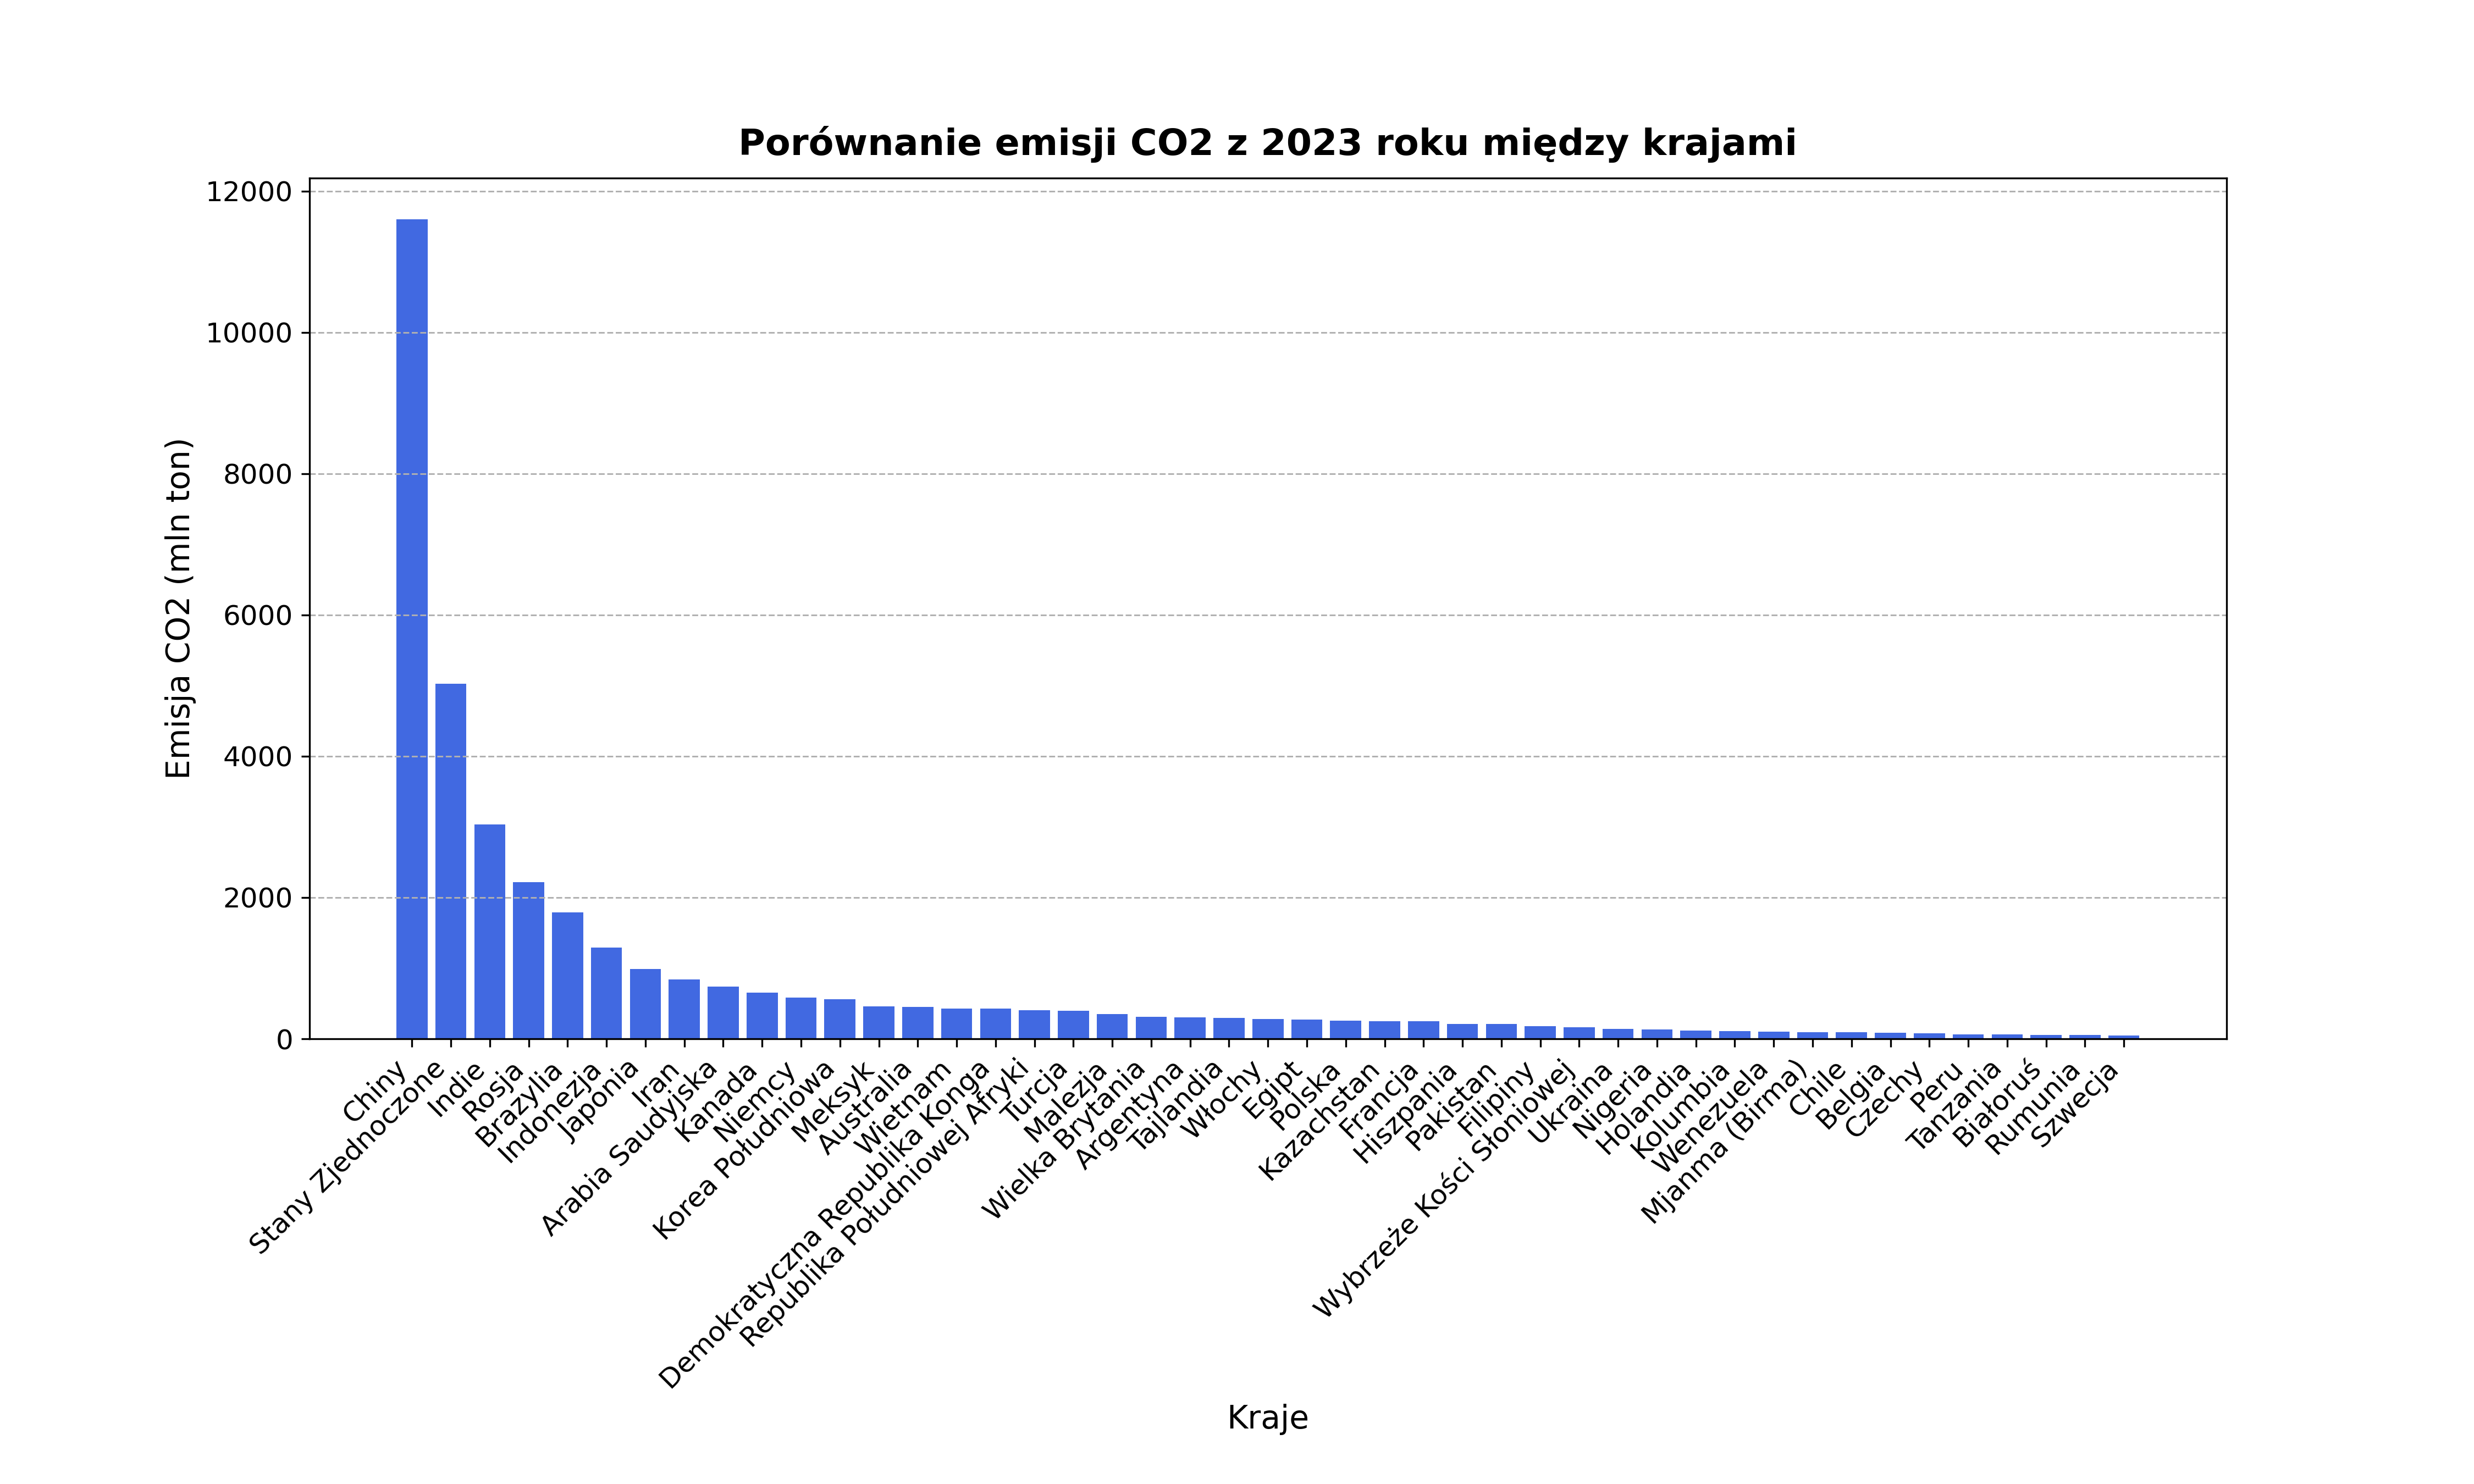 Porównanie emisji CO2 z 2023 roku między krajami
Emisja CO2 (mln ton)
12000
10000
8000
6000
4000
2000
0
Chiny
Stany Zjednoczone
Indie
Rosja
Brazylia
Indonezja
Japonia
Iran
Arabia Saudyjska
Kanada
Niemcy
Korea Południowa
Meksyk
Australia
Wietnam
Demokratyczna Republika Konga
Republika Południowej Afryki
Turcja
Malezja
Wielka Brytania
Argentyna
Tajlandia
Włochy
Egipt
Polska
Kazachstan
Francja
Hiszpania
Pakistan
Filipiny
Wybrzeże Kości Słoniowej
Ukraina
Nigeria
Holandia
Kolumbia
Wenezuela
Mjanma (Birma)
Chile
Belgia
Czechy
Peru
Tanzania
Białoruś
Rumunia
Szwecja
Kraje